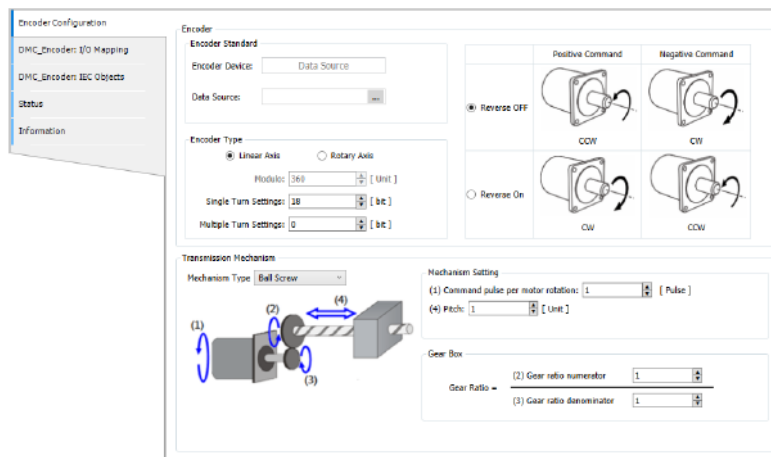 Encoder Configuration
DMC_Encoder: I/O Mapping
DMC_Encoder: IEC Objects
Status
Information
Encoder
Encoder Standard
Encoder Device: Data Source
Data Source: ...
Encoder Type
Linear Axis Rotary Axis
Modulo: 360 [ Unit ]
Single Turn Settings: 18 [ bit ]
Multiple Turn Settings: 0 [ bit ]
Positive Command Negative Command
Reverse OFF
CCW CW
Reverse On
CW CCW
Transmission Mechanism
Mechanism Type Ball Screw
(1)
(2)
(4)
(3)
Mechanism Setting
(1) Command pulse per motor rotation: 1 [ Pulse ]
(4) Pitch: 1 [ Unit ]
Gear Box
Gear Ratio =
(2) Gear ratio numerator 1
(3) Gear ratio denominator 1